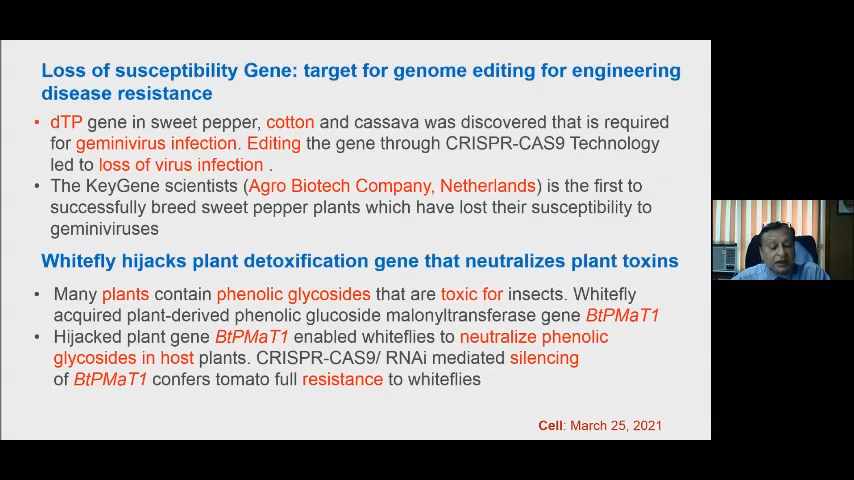 Loss of susceptibility Gene: target for genome editing for engineering
disease resistance
• dTP gene in sweet pepper, cotton and cassava was discovered that is required
for geminivirus infection. Editing the gene through CRISPR-CAS9 Technology
led to loss of virus infection .
• The KeyGene scientists (Agro Biotech Company, Netherlands) is the first to
successfully breed sweet pepper plants which have lost their susceptibility to
geminiviruses
Whitefly hijacks plant detoxification gene that neutralizes plant toxins
• Many plants contain phenolic glycosides that are toxic for insects. Whitefly
acquired plant-derived phenolic glucoside malonyltransferase gene BtPMaT1
• Hijacked plant gene BtPMaT1 enabled whiteflies to neutralize phenolic
glycosides in host plants. CRISPR-CAS9/ RNAi mediated silencing
of BtPMaT1 confers tomato full resistance to whiteflies
Cell: March 25, 2021